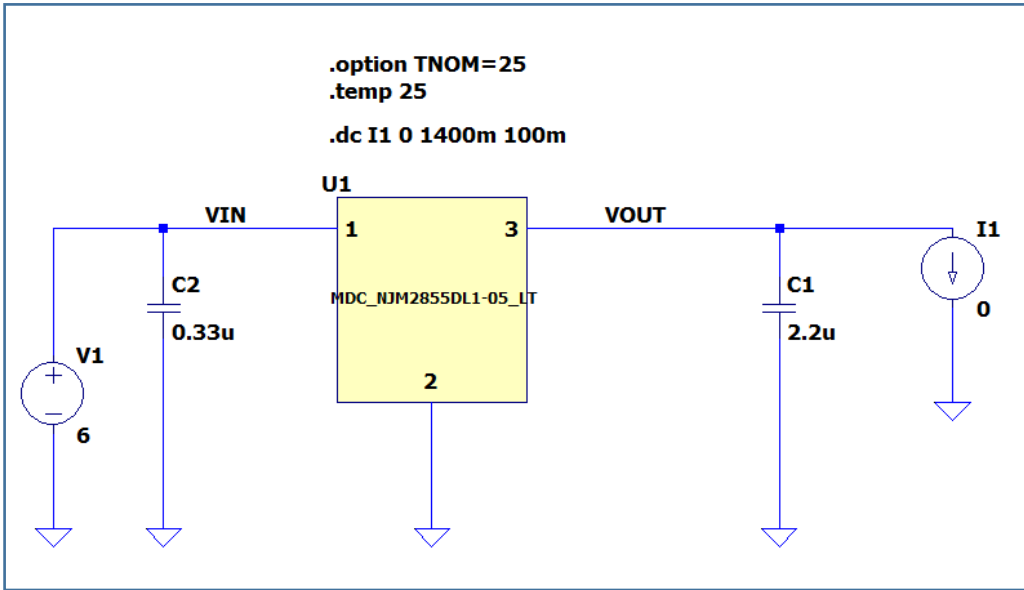 .option TNOM=25
.temp 25
.dc I1 0 1400m 100m
U1
VIN
1
3
VOUT
I1
C2
MDC_NJM2855DL1-05_LT
C1
0
0.33u
2.2u
V1
2
6